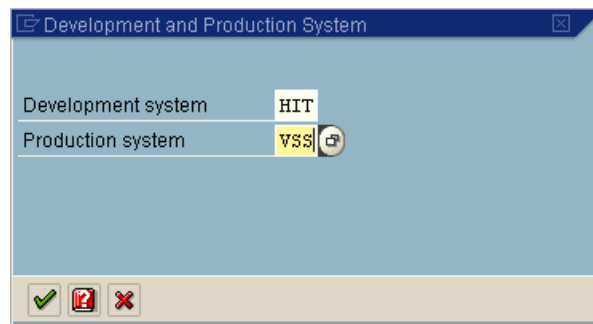 Development and Production System
Development system HIT
Production system VSS